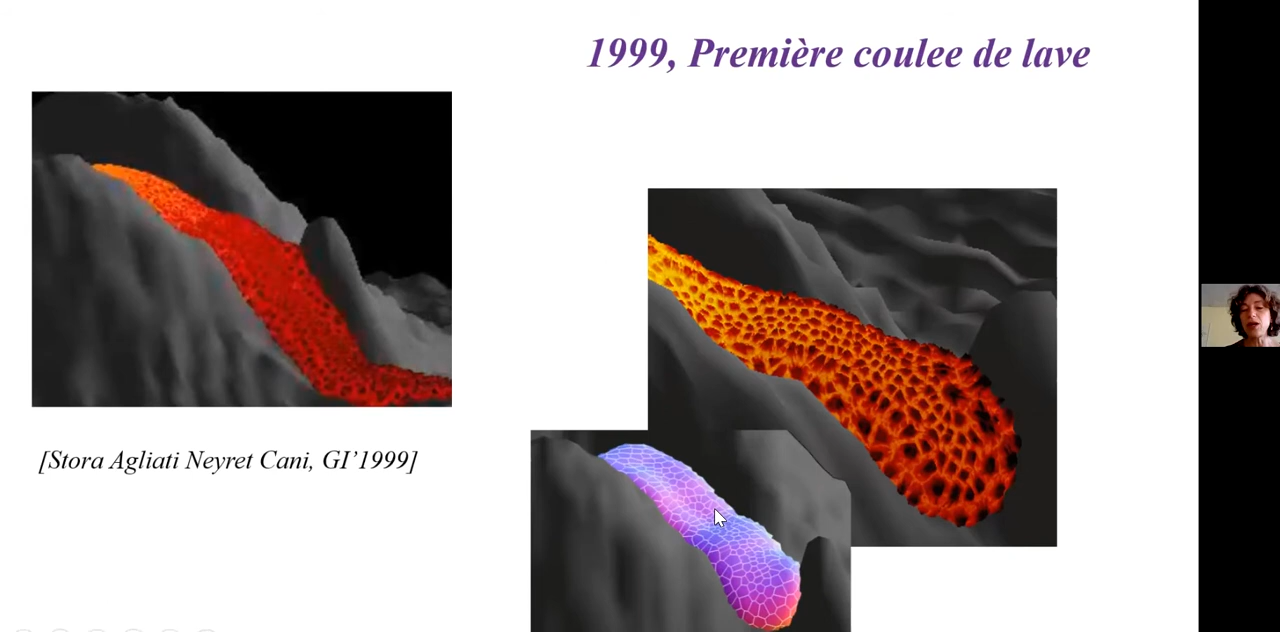 1999, Première coulee de lave
[Stora Agliati Neyret Cani, GI’1999]